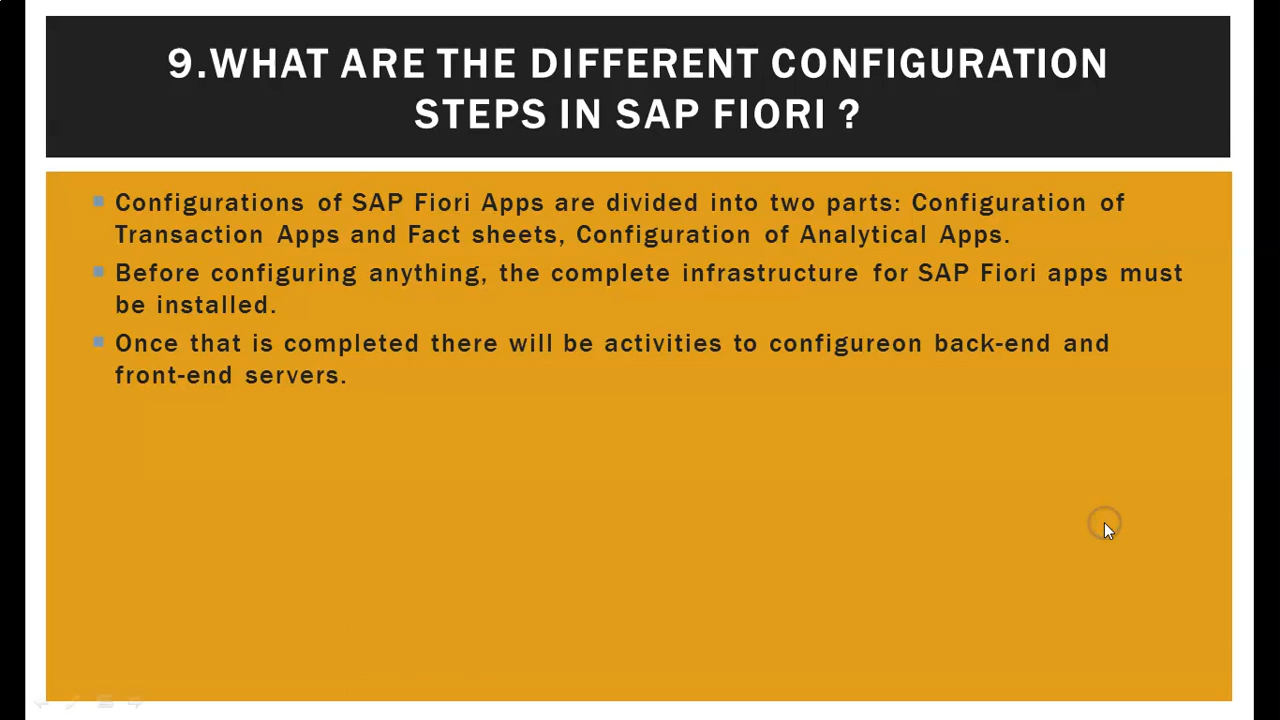 9.WHAT ARE THE DIFFERENT CONFIGURATION
STEPS IN SAP FIORI ?
Configurations of SAP Fiori Apps are divided into two parts: Configuration of
Transaction Apps and Fact sheets, Configuration of Analytical Apps.
Before configuring anything, the complete infrastructure for SAP Fiori apps must
be installed.
Once that is completed there will be activities to configureon back-end and
front-end servers.